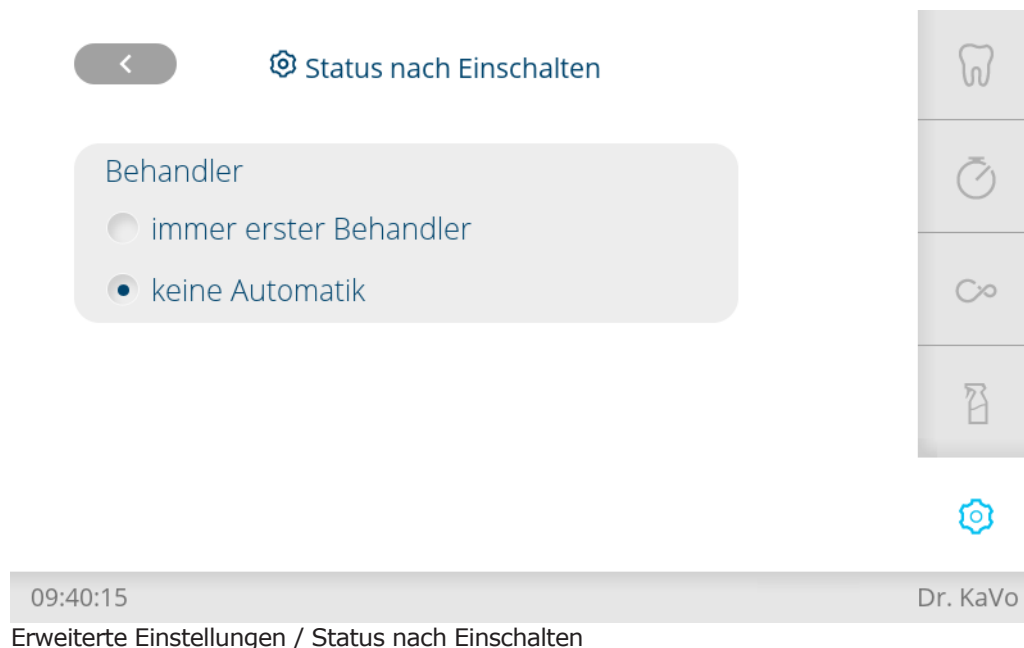 Status nach Einschalten
Behandler
immer erster Behandler
keine Automatik
09:40:15 Dr. KaVo
Erweiterte Einstellungen / Status nach Einschalten